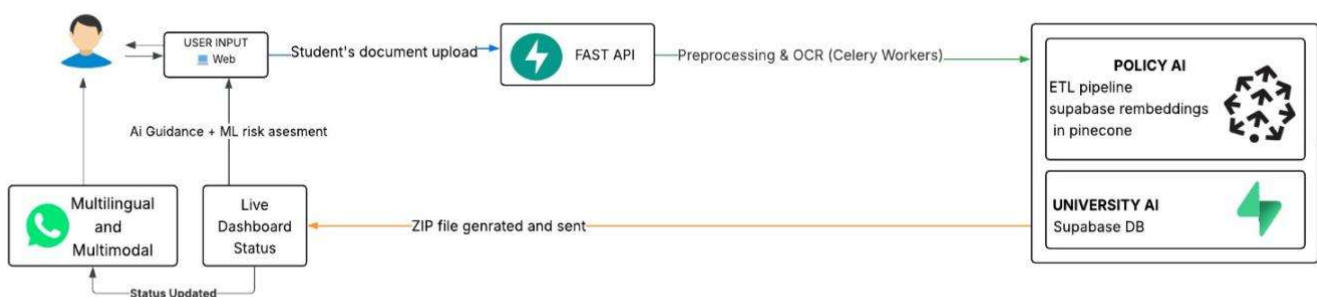 USER INPUT
Web
Student's document upload
FAST API
Preprocessing & OCR (Celery Workers)
POLICY AI
ETL pipeline
supabase rembeddings
in pinecone
Ai Guidance + ML risk asesment
Multilingual
and
Multimodal
Live
Dashboard
Status
ZIP file genrated and sent
UNIVERSITY AI
Supabase DB
Status Updated